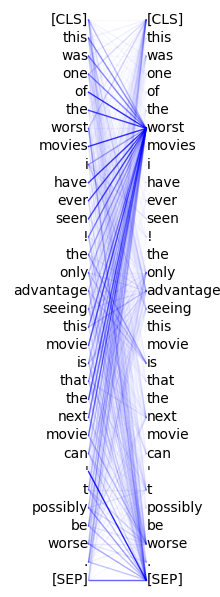 [CLS] [CLS]
this this
was was
one one
of of
the the
worst worst
movies movies
i i
have have
ever ever
seen seen
! !
the the
only only
advantage advantage
seeing seeing
this this
movie movie
is is
that that
the the
next next
movie movie
can can
' '
t t
possibly possibly
be be
worse worse
. .
[SEP] [SEP]